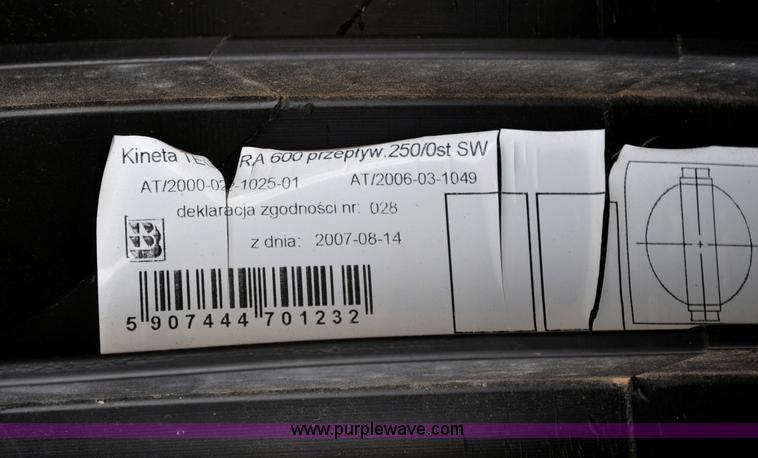 Kineta RA 600 przepływ.250/0st SW
AT/2000-02-1025-01 AT/2006-03-1049
deklaracja zgodności nr: 028
z dnia: 2007-08-14
5 907444 701232
www.purplewave.com